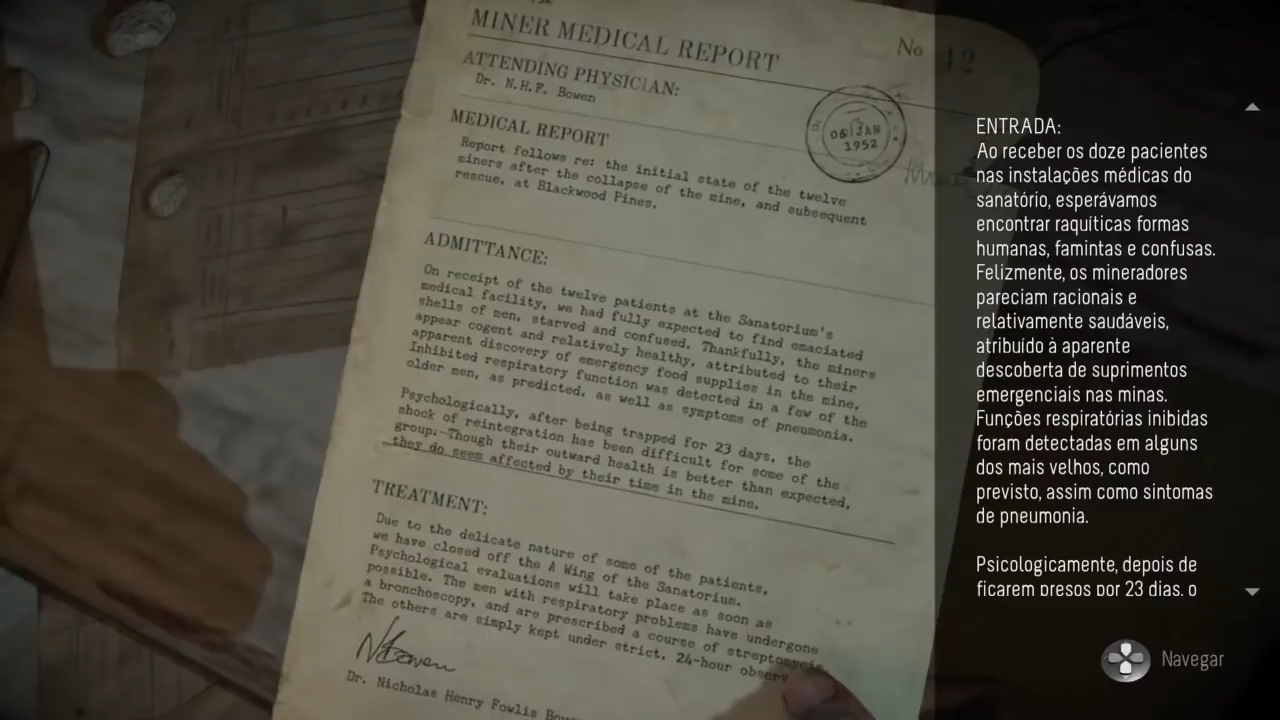 MINER MEDICAL REPORT
No 42
ATTENDING PHYSICIAN:
Dr. N.H.F. Bowen
MEDICAL REPORT
06 JAN
1952
Report follows re: the initial state of the twelve
miners after the collapse of the mine, and subsequent
rescue, at Blackwood Pines.
ADMITTANCE:
On receipt of the twelve patients at the Sanatorium's
medical facility, we had fully expected to find emaciated
shells of men, starved and confused. Thankfully, the miners
appear cogent and relatively healthy, attributed to their
apparent discovery of emergency food supplies in the mine.
Inhibited respiratory function was detected in a few of the
older men, as predicted, as well as symptoms of pneumonia.
Psychologically, after being trapped for 23 days, the
shock of reintegration has been difficult for some of the
group. Though their outward health is better than expected,
they do seem affected by their time in the mine.
TREATMENT:
Due to the delicate nature of some of the patients,
we have closed off the A Wing of the Sanatorium.
Psychological evaluations will take place as soon as
possible. The men with respiratory problems have undergone
a bronchoscopy, and are prescribed a course of
The others are simply kept under strict, 24-hour
NBowen
Dr. Nicholas Henry Fowlis
ENTRADA:
Ao receber os doze pacientes
nas instalações médicas do
sanatório, esperávamos
encontrar raquíticas formas
humanas, famintas e confusas.
Felizmente, os mineradores
pareciam racionais e
relativamente saudáveis,
atribuído à aparente
descoberta de suprimentos
emergenciais nas minas.
Funções respiratórias inibidas
foram detectadas em alguns
dos mais velhos, como
previsto, assim como sintomas
de pneumonia.
Psicologicamente, depois de
ficarem presos por 23 dias, o
Navegar